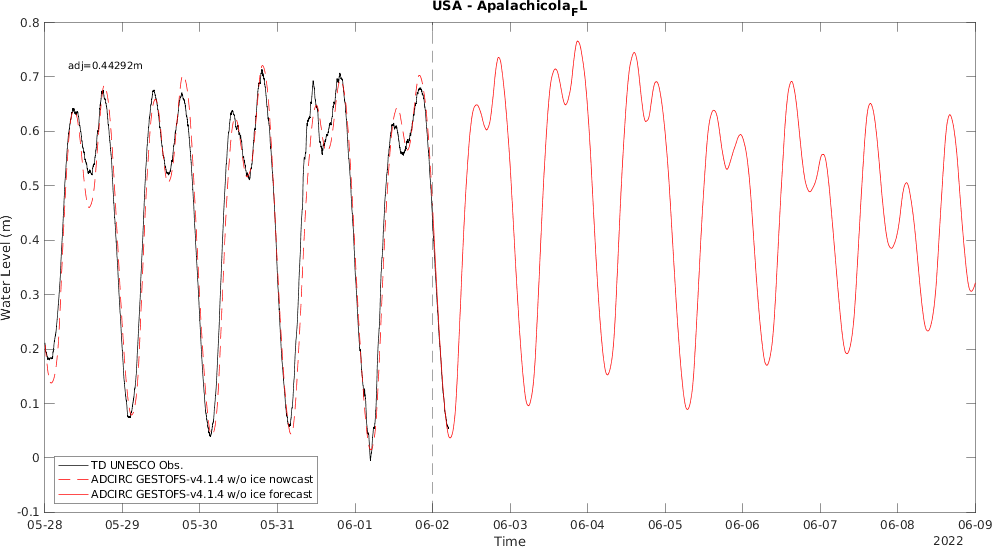 USA - Apalachicola_FL
adj=0.44292m
0.8
0.7
0.6
0.5
0.4
0.3
0.2
0.1
0
-0.1
Water Level (m)
TD UNESCO Obs.
ADCIRC GESTOFS-v4.1.4 w/o ice nowcast
ADCIRC GESTOFS-v4.1.4 w/o ice forecast
05-28 05-29 05-30 05-31 06-01 06-02 06-03 06-04 06-05 06-06 06-07 06-08 06-09
Time
2022